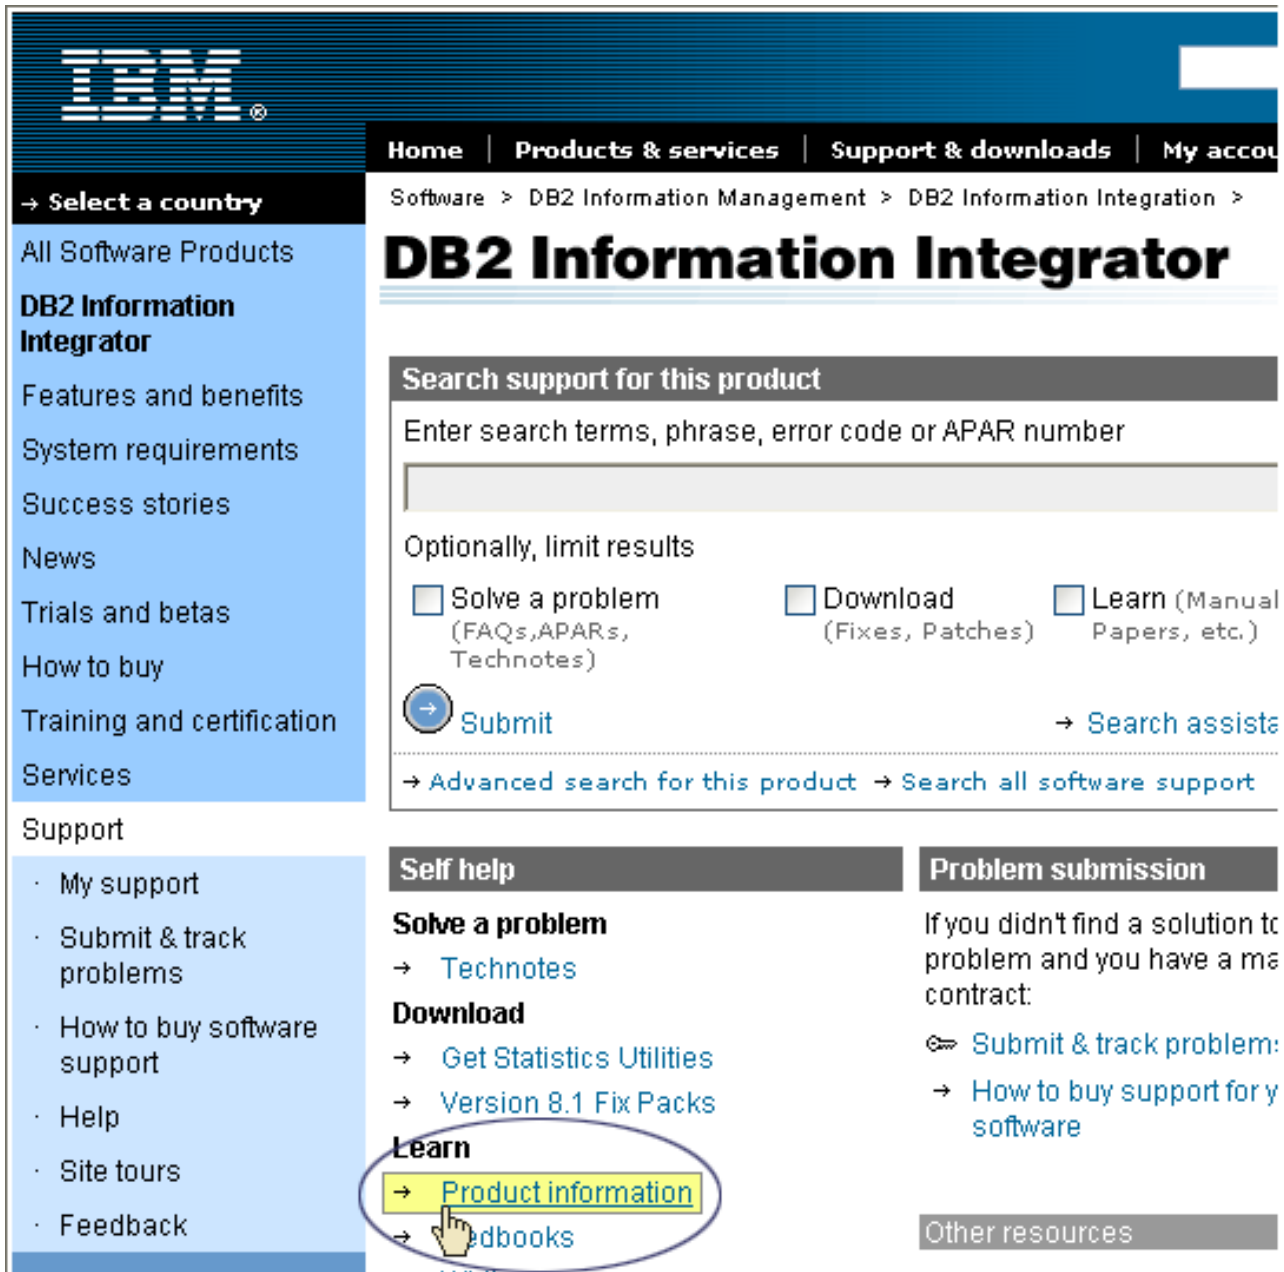 IBM®
Home | Products & services | Support & downloads | My accou
→ Select a country
Software > DB2 Information Management > DB2 Information Integration >
All Software Products
DB2 Information
Integrator
Features and benefits
System requirements
Success stories
News
Trials and betas
How to buy
Training and certification
Services
Support
· My support
· Submit & track
problems
· How to buy software
support
· Help
· Site tours
· Feedback
DB2 Information Integrator
Search support for this product
Enter search terms, phrase, error code or APAR number
Optionally, limit results
Solve a problem
(FAQs,APARs,
Technotes)
Download
(Fixes, Patches)
Learn (Manual
Papers, etc.)
Submit
→ Search assista
→ Advanced search for this product → Search all software support
Self help
Solve a problem
→ Technotes
Download
→ Get Statistics Utilities
→ Version 8.1 Fix Packs
Learn
→ Product information
→ edbooks
Problem submission
If you didn't find a solution to
problem and you have a ma
contract:
Submit & track problems
→ How to buy support for y
software
Other resources